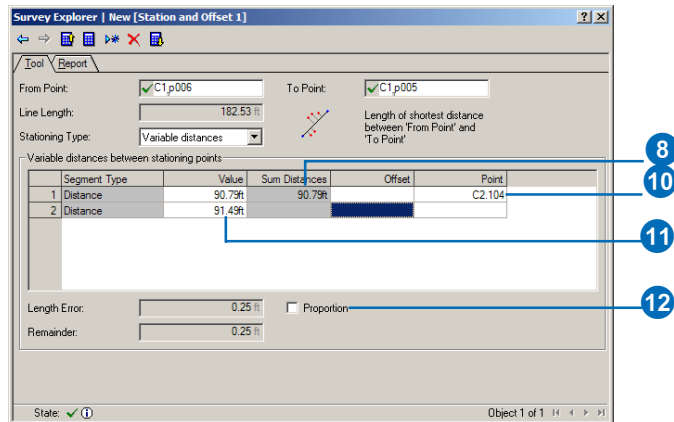 Survey Explorer | New [Station and Offset 1]
Tool Report
From Point: C1,p006 To Point: C1,p005
Line Length: 182.53 ft Length of shortest distance
between 'From Point' and
'To Point'
Stationing Type: Variable distances
Variable distances between stationing points
Segment Type Value Sum Distances Offset Point
1 Distance 90.79ft 90.79ft C2.104
2 Distance 91.49ft
8
10
11
12
Length Error: 0.25 ft Proportion
Remainder: 0.25 ft
State: Object 1 of 1